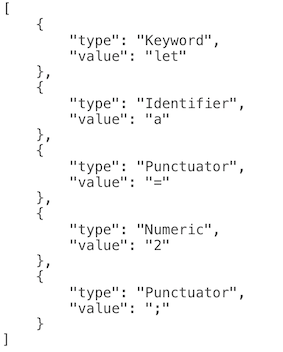 [
    {
        "type": "Keyword",
        "value": "let"
    },
    {
        "type": "Identifier",
        "value": "a"
    },
    {
        "type": "Punctuator",
        "value": "="
    },
    {
        "type": "Numeric",
        "value": "2"
    },
    {
        "type": "Punctuator",
        "value": ";"
    }
]